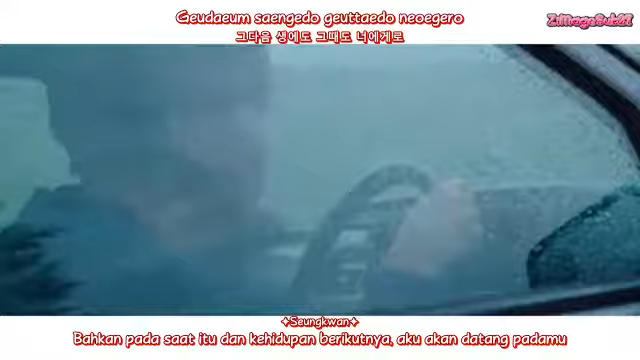 Geudaeum saengedo geuttaedo neoegero
그다음 생에도 그때도 너에게로
✦Seungkwan✦
Bahkan pada saat itu dan kehidupan berikutnya, aku akan datang padamu